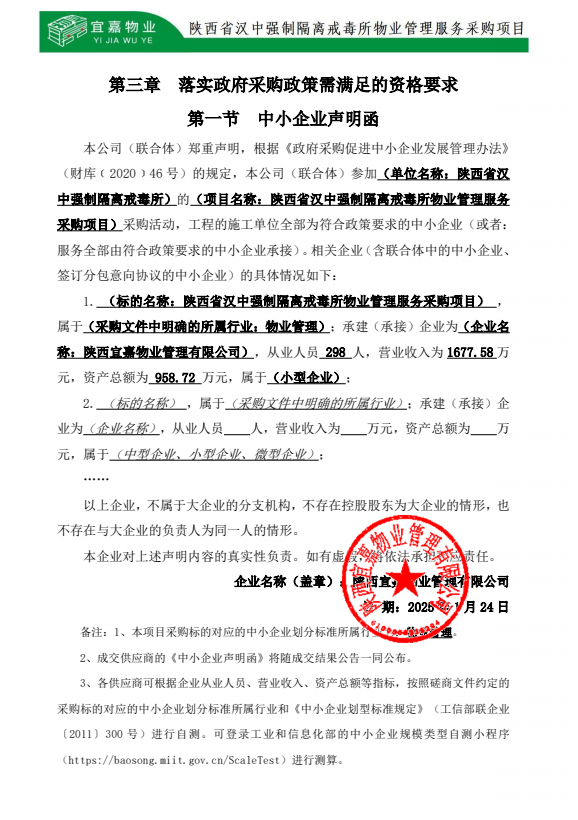 宜嘉物业
YI JIA WU YE
陕西省汉中强制隔离戒毒所物业管理服务采购项目
第三章 落实政府采购政策需满足的资格要求
第一节 中小企业声明函
本公司（联合体）郑重声明，根据《政府采购促进中小企业发展管理办法》
（财库﹝2020﹞46 号）的规定，本公司（联合体）参加（单位名称：陕西省汉
中强制隔离戒毒所）的（项目名称：陕西省汉中强制隔离戒毒所物业管理服务
采购项目）采购活动，工程的施工单位全部为符合政策要求的中小企业（或者：
服务全部由符合政策要求的中小企业承接）。相关企业（含联合体中的中小企业、
签订分包意向协议的中小企业）的具体情况如下：
1. （标的名称：陕西省汉中强制隔离戒毒所物业管理服务采购项目），
属于（采购文件中明确的所属行业：物业管理）；承建（承接）企业为（企业名
称：陕西宜嘉物业管理有限公司），从业人员 298 人，营业收入为 1677.58 万
元，资产总额为 958.72 万元，属于（小型企业）；
2. （标的名称），属于（采购文件中明确的所属行业）；承建（承接）企
业为（企业名称），从业人员____人，营业收入为____万元，资产总额为____万
元，属于（中型企业、小型企业、微型企业）；
……
以上企业，不属于大企业的分支机构，不存在控股股东为大企业的情形，也
不存在与大企业的负责人为同一人的情形。
本企业对上述声明内容的真实性负责。如有虚假，将依法承担相应责任。
企业名称（盖章）：陕西宜嘉物业管理有限公司
期：2025 年 1 月 24 日
陕西宜嘉物业管理有限公司
备注：1、本项目采购标的对应的中小企业划分标准所属行 物业管理。
2、成交供应商的《中小企业声明函》将随成交结果公告一同公布。
3、各供应商可根据企业从业人员、营业收入、资产总额等指标，按照磋商文件约定的
采购标的对应的中小企业划分标准所属行业和《中小企业划型标准规定》（工信部联企业
〔2011〕300 号）进行自测。可登录工业和信息化部的中小企业规模类型自测小程序
（https://baosong.miit.gov.cn/ScaleTest）进行测算。